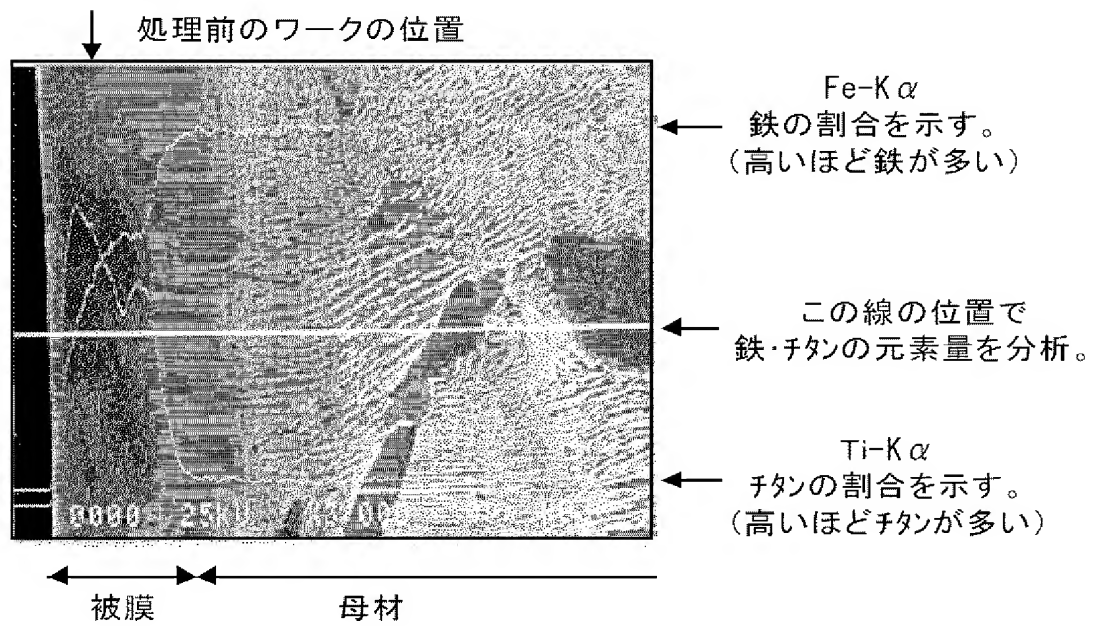 処理前のワークの位置
Fe-Kα
鉄の割合を示す。
(高いほど鉄が多い)
この線の位置で
鉄・チタンの元素量を分析。
Ti-Kα
チタンの割合を示す。
(高いほどチタンが多い)
0000 25KU
被膜
母材